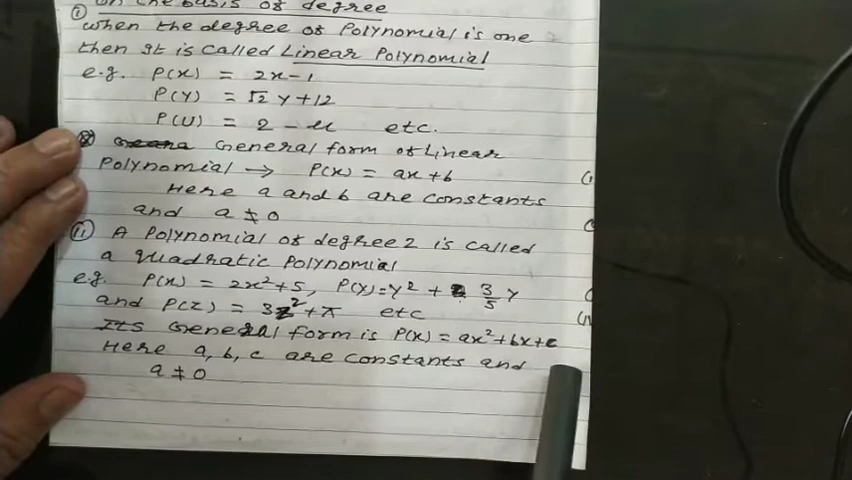 on the basis of degree
(i) when the degree of Polynomial is one
then it is called Linear Polynomial
e.g. P(x) = 2x-1
P(Y) = √2 Y+12
P(U) = 2 - u etc.
General form of Linear
Polynomial → P(x) = ax+b
Here a and b are constants
and a ≠ 0
(ii) A Polynomial of degree 2 is called
a quadratic Polynomial
e.g. P(x) = 2x²+5, P(Y)=Y² + 3/5 Y
and P(Z) = 3z²+π etc
Its General form is P(x) = ax²+bx+c
Here a, b, c are constants and
a ≠ 0